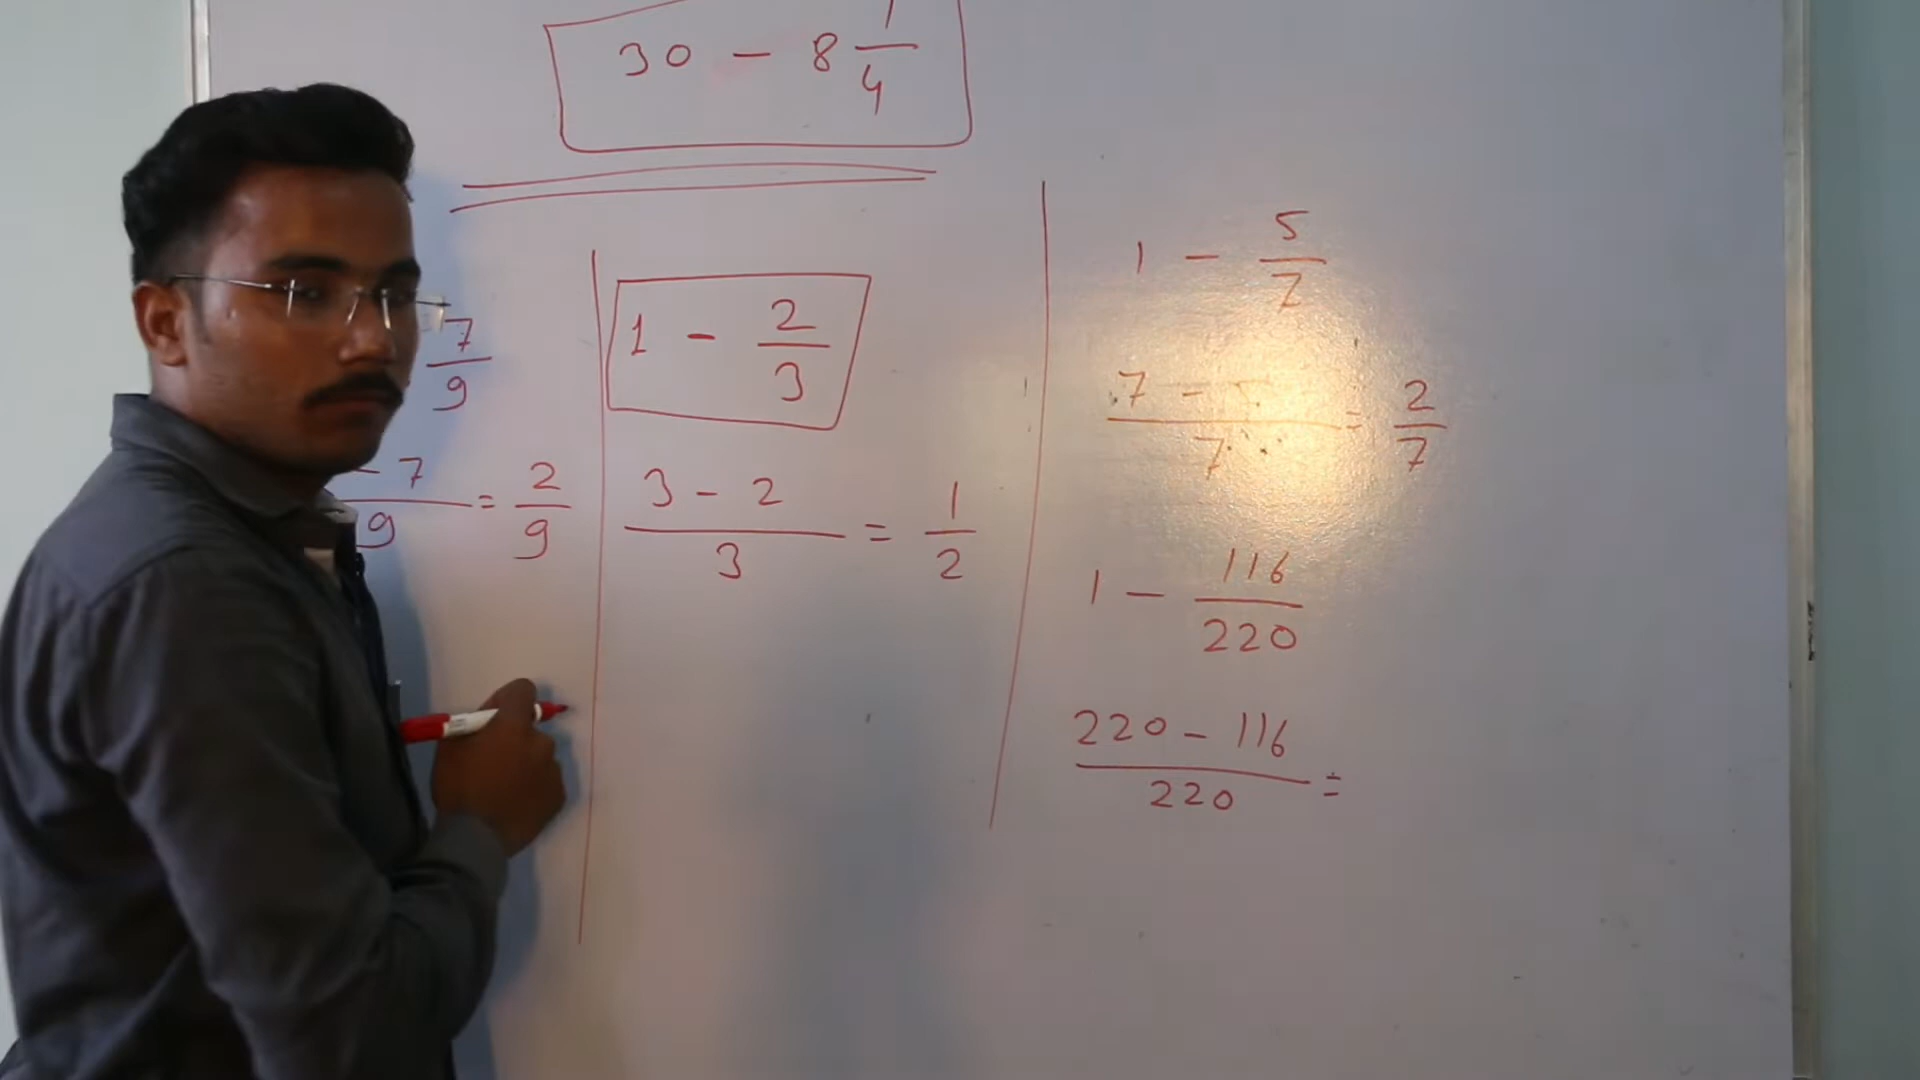 30 - 8 1/4
7/9
- 7/9 = 2/9
1 - 2/3
3 - 2/3 = 1/2
1 - 5/7
7 - /7 = 2/7
1 - 116/220
220 - 116/220 =